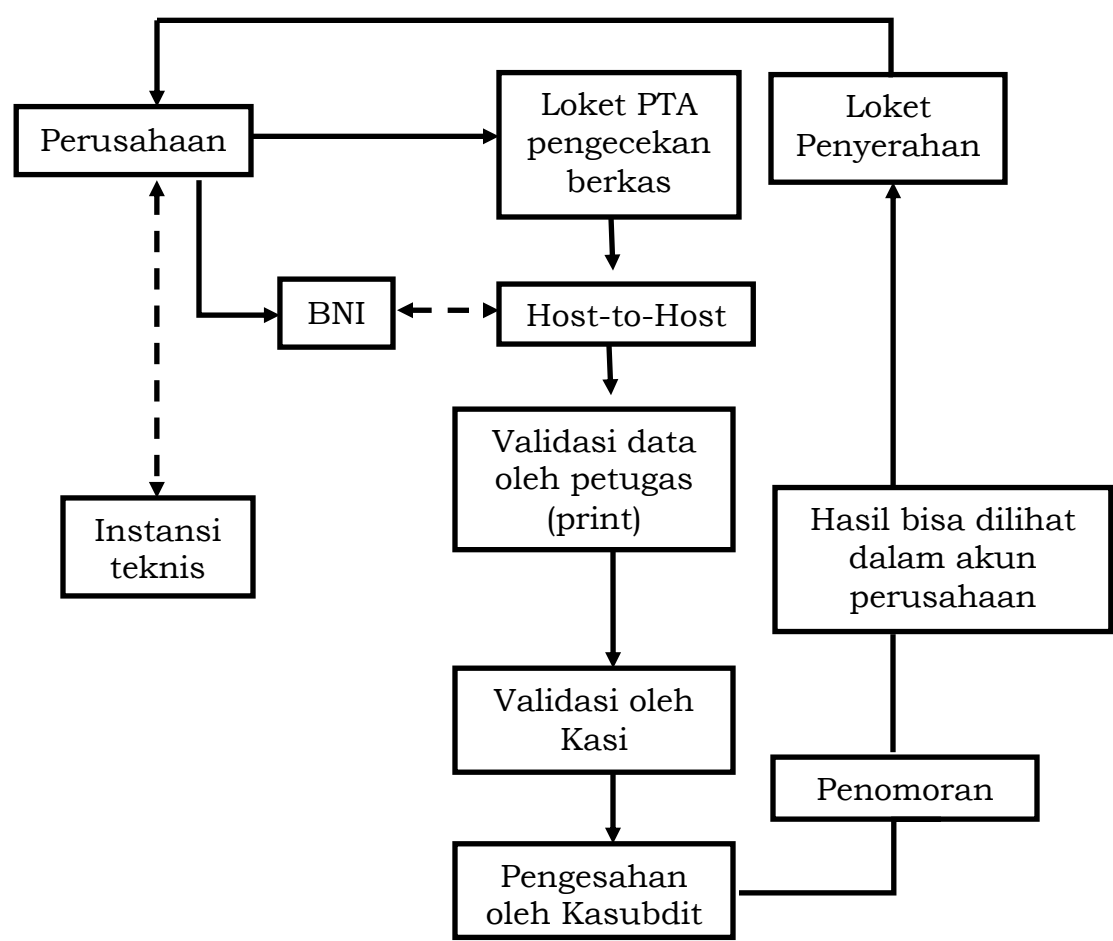 Perusahaan
Loket PTA
pengecekan
berkas
Loket
Penyerahan
BNI
Host-to-Host
Validasi data
oleh petugas
(print)
Instansi
teknis
Hasil bisa dilihat
dalam akun
perusahaan
Validasi oleh
Kasi
Penomoran
Pengesahan
oleh Kasubdit